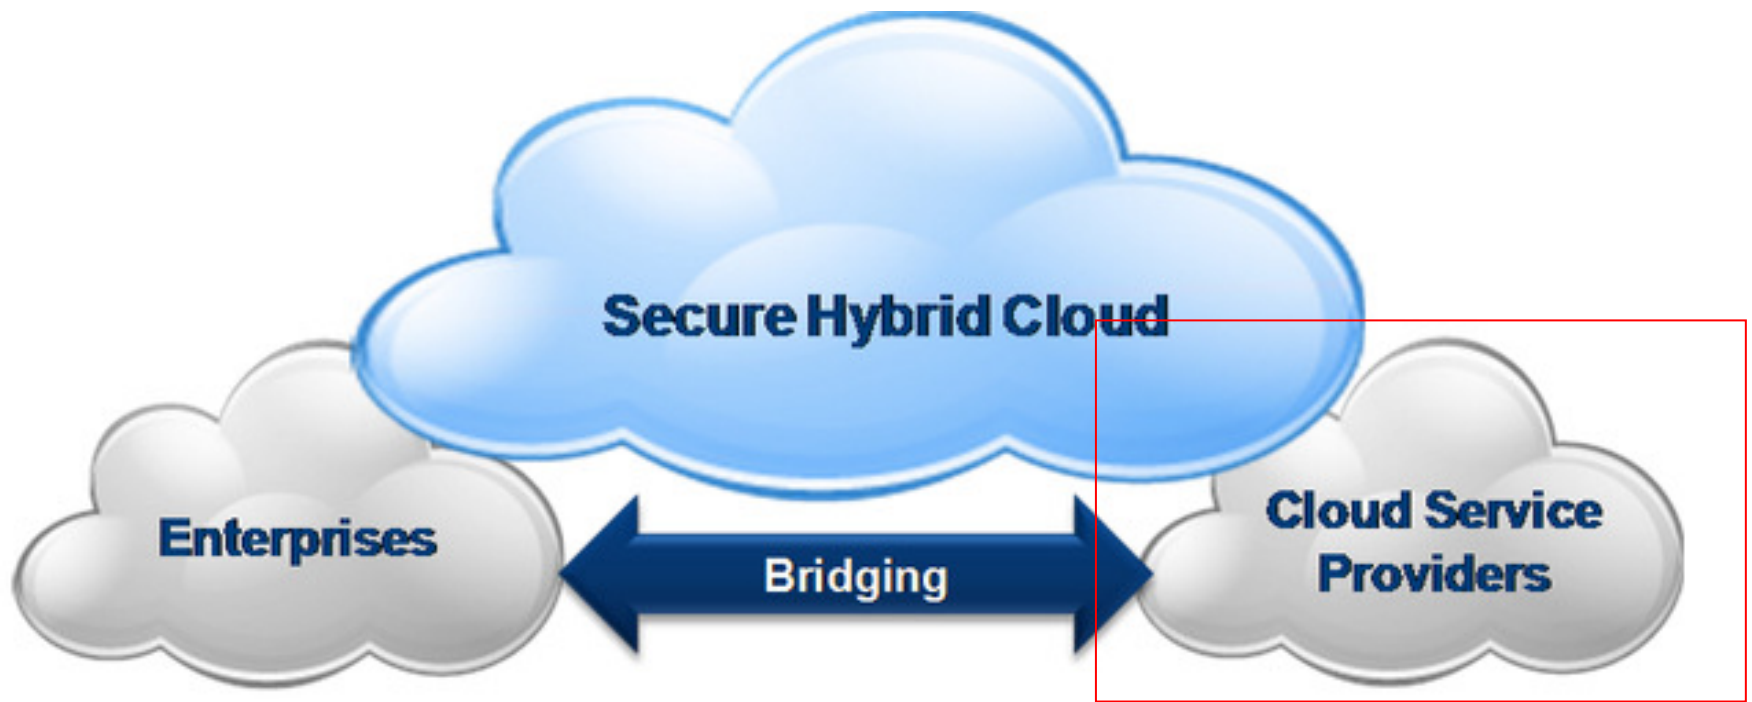 Secure Hybrid Cloud
Enterprises
Bridging
Cloud Service
Providers